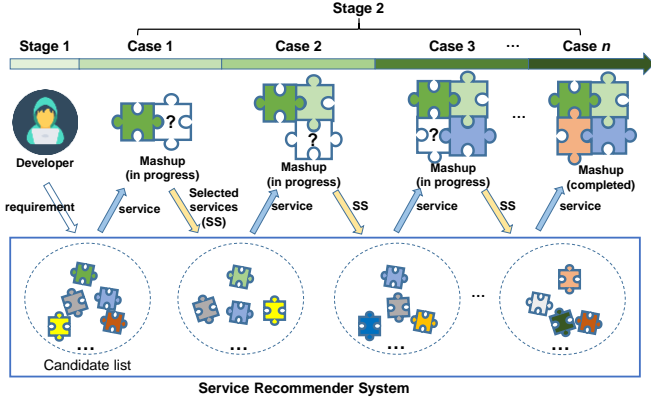 Stage 2
Stage 1
Case 1
Case 2
Case 3
...
Case n
?
?
?
...
Developer
Mashup
(in progress)
Mashup
(in progress)
Mashup
(in progress)
Mashup
(completed)
requirement
service
Selected
services
(SS)
service
SS
service
SS
service
...
...
...
...
...
Candidate list
Service Recommender System